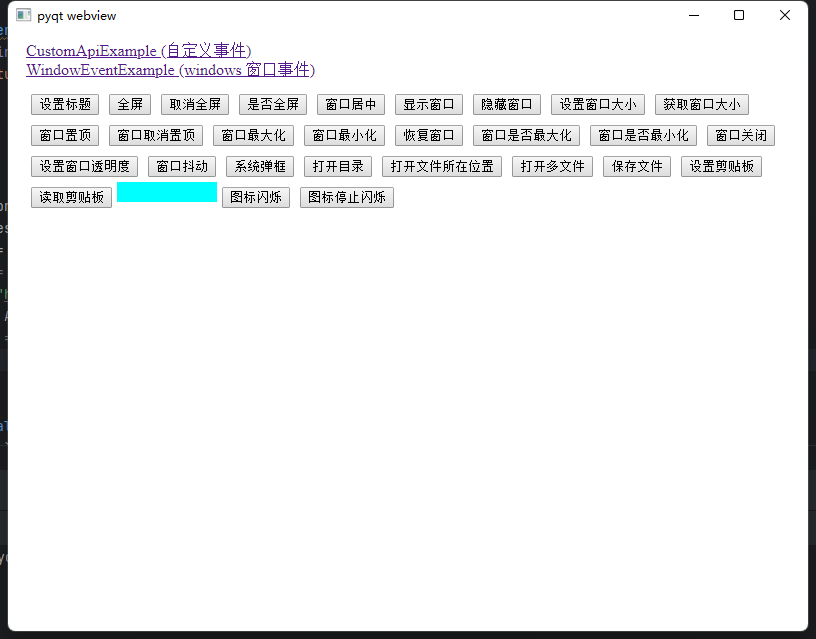 pyqt webview
CustomApiExample (自定义事件)
WindowEventExample (windows 窗口事件)
设置标题 全屏 取消全屏 是否全屏 窗口居中 显示窗口 隐藏窗口 设置窗口大小 获取窗口大小
窗口置顶 窗口取消置顶 窗口最大化 窗口最小化 恢复窗口 窗口是否最大化 窗口是否最小化 窗口关闭
设置窗口透明度 窗口抖动 系统弹框 打开目录 打开文件所在位置 打开多文件 保存文件 设置剪贴板
读取剪贴板 图标闪烁 图标停止闪烁